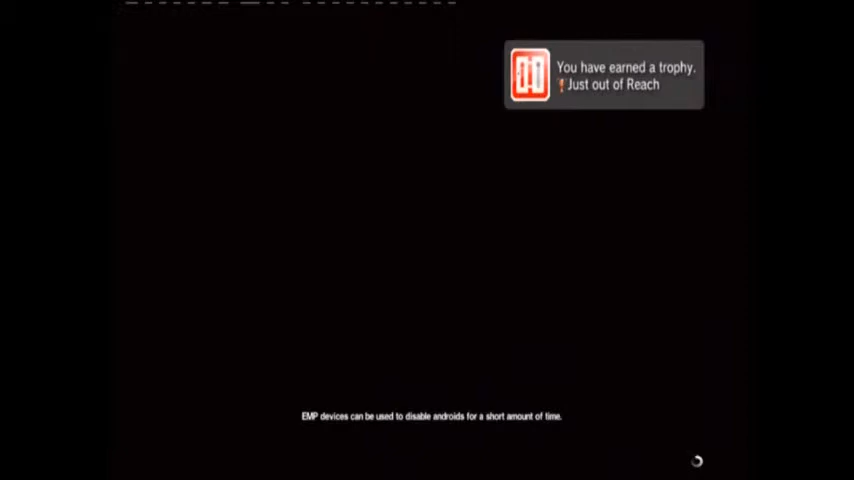 You have earned a trophy.
Just out of Reach
EMP devices can be used to disable androids for a short amount of time.